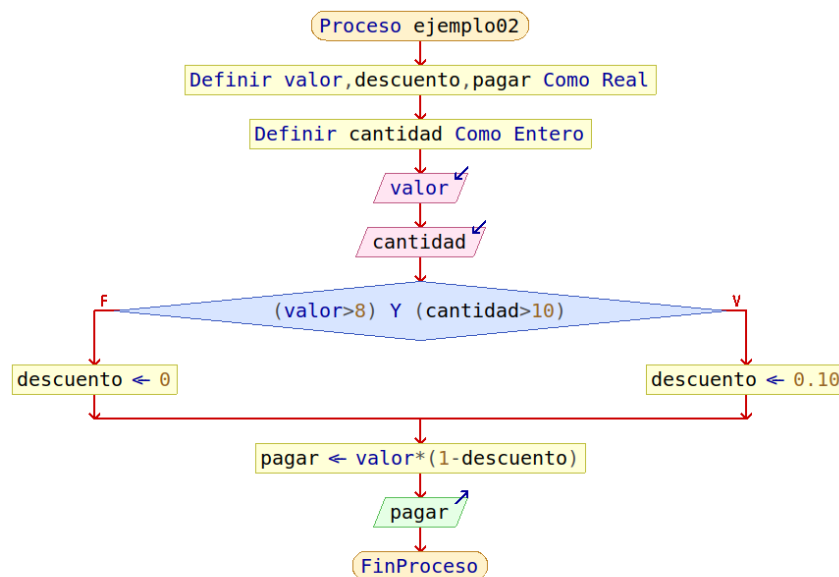 Proceso ejemplo02
Definir valor,descuento,pagar Como Real
Definir cantidad Como Entero
valor
cantidad
F
(valor>8) Y (cantidad>10)
V
descuento ← 0
descuento ← 0.10
pagar ← valor*(1-descuento)
pagar
FinProceso